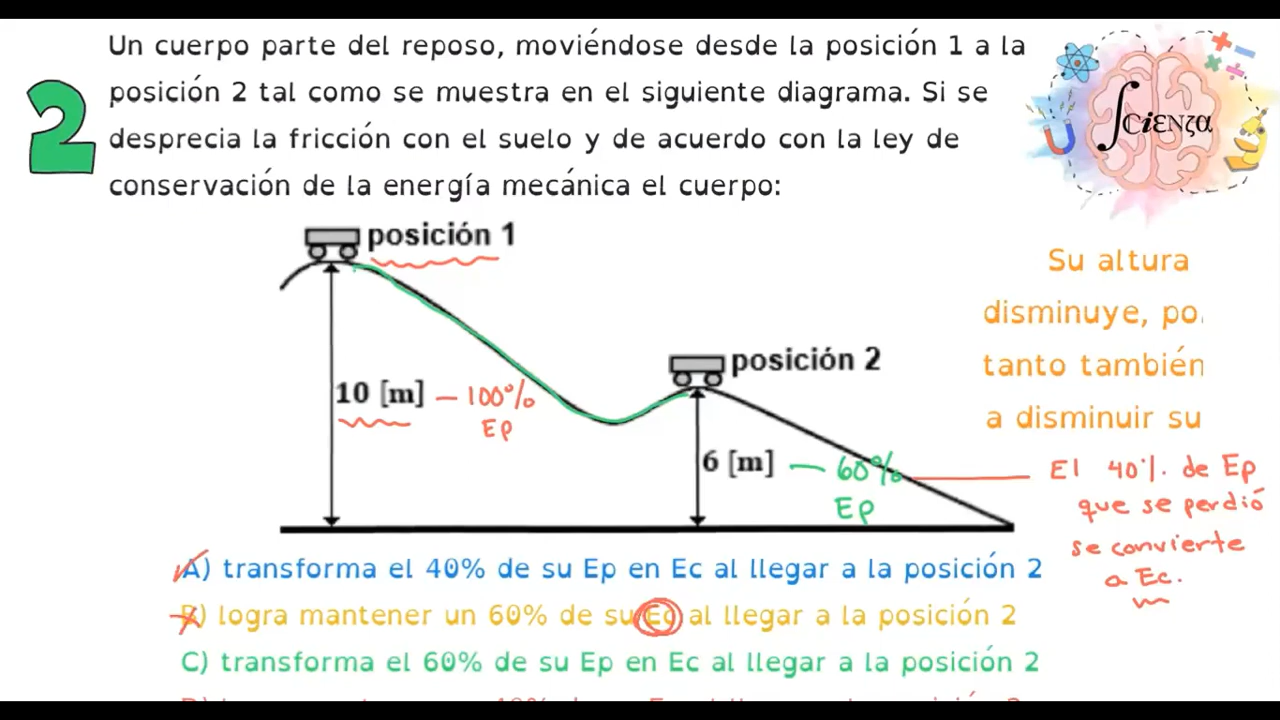 2
Un cuerpo parte del reposo, moviéndose desde la posición 1 a la
posición 2 tal como se muestra en el siguiente diagrama. Si se
desprecia la fricción con el suelo y de acuerdo con la ley de
conservación de la energía mecánica el cuerpo:
∫CiEnζα
posición 1
Su altura
disminuye, po
tanto también
a disminuir su
posición 2
10 [m] – 100%
Ep
6 [m] – 60%
Ep
El 40%. de Ep
que se perdió
se convierte
a Ec.
A) transforma el 40% de su Ep en Ec al llegar a la posición 2
B) logra mantener un 60% de su Ec al llegar a la posición 2
C) transforma el 60% de su Ep en Ec al llegar a la posición 2